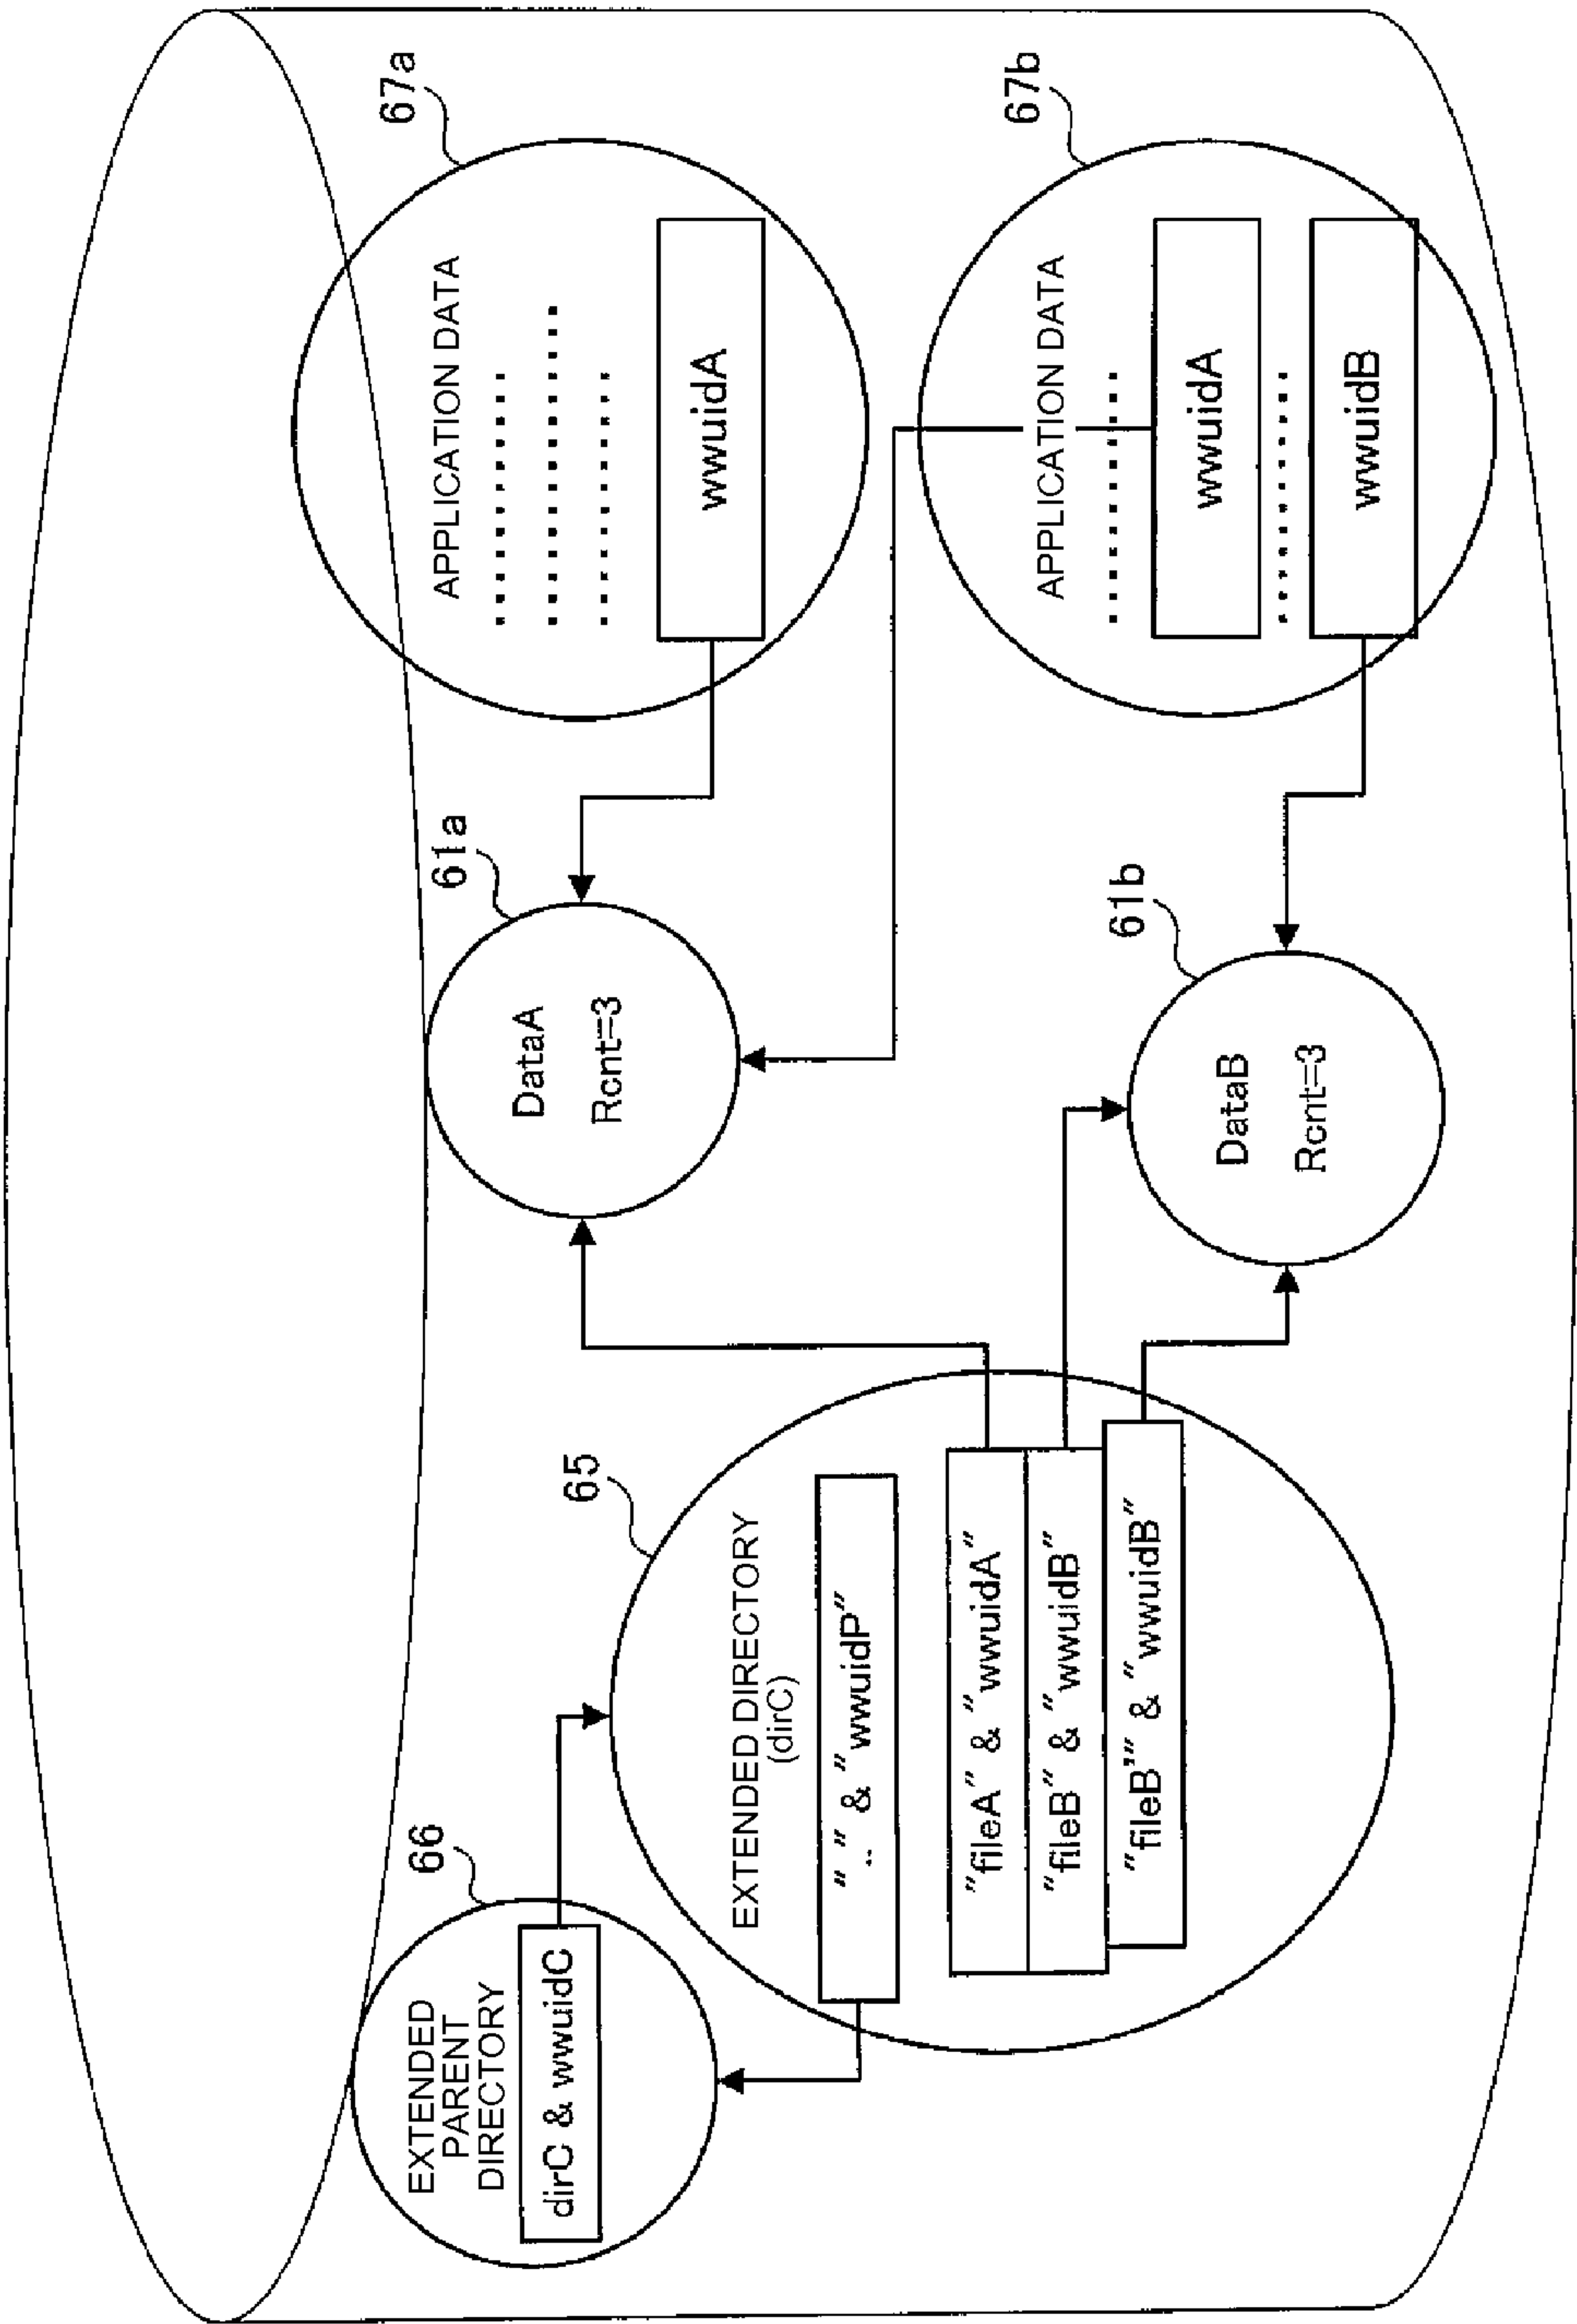 66
EXTENDED
PARENT
DIRECTORY
dirC & wwuidC
65
EXTENDED DIRECTORY
(dirC)
".." & "wwuidP"
"fileA" & "wwuidA"
"fileB" & "wwuidB"
"fileB'" & "wwuidB"
61a
DataA
Rcnt=3
61b
DataB
Rcnt=3
67a
APPLICATION DATA
wwuidA
67b
APPLICATION DATA
wwuidA
wwuidB